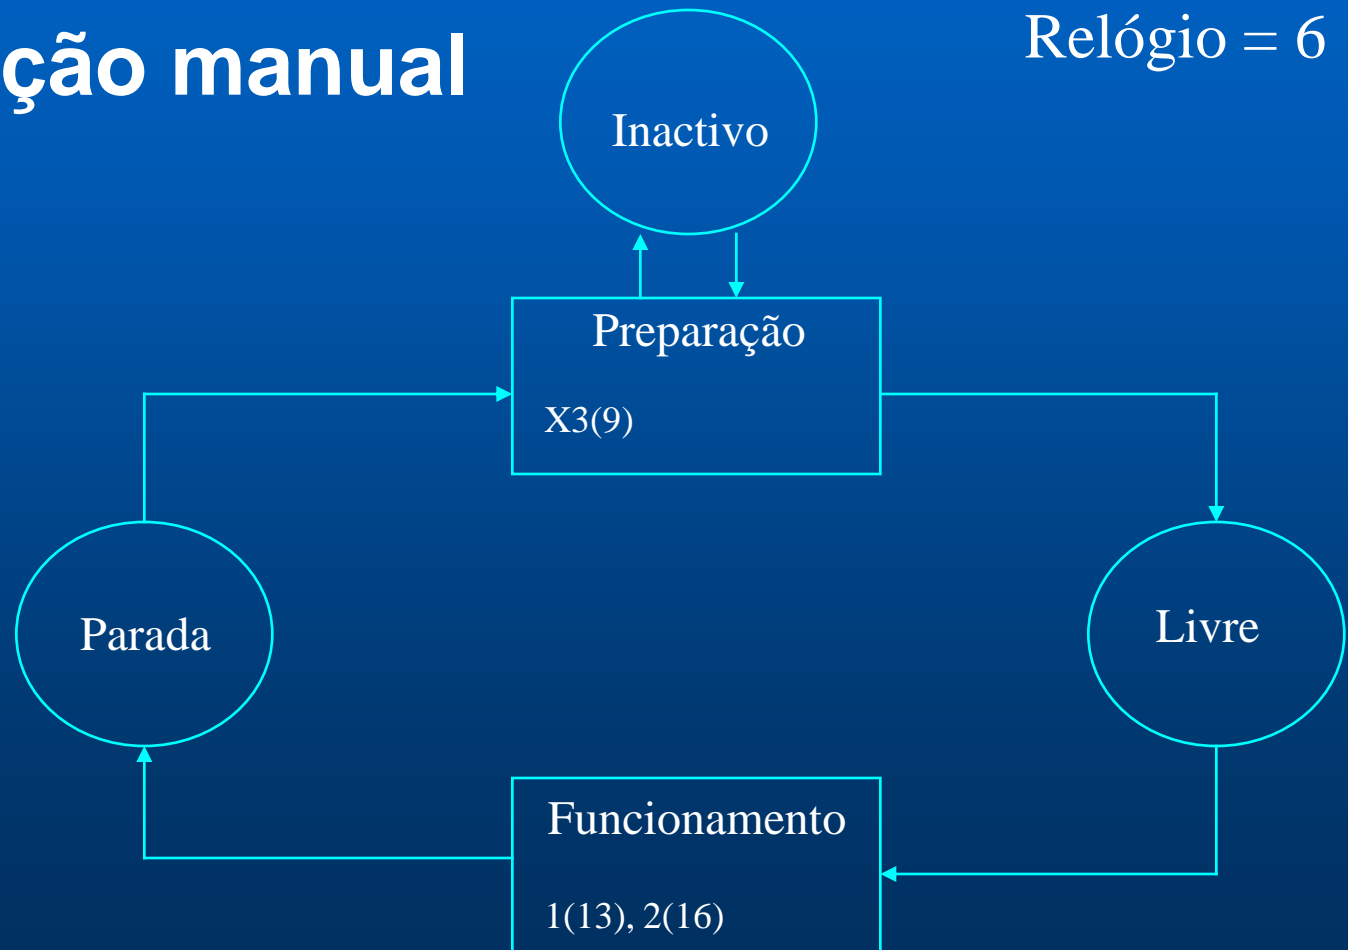 ção manual
Relógio = 6
Inactivo
Preparação
X3(9)
Parada
Livre
Funcionamento
1(13), 2(16)